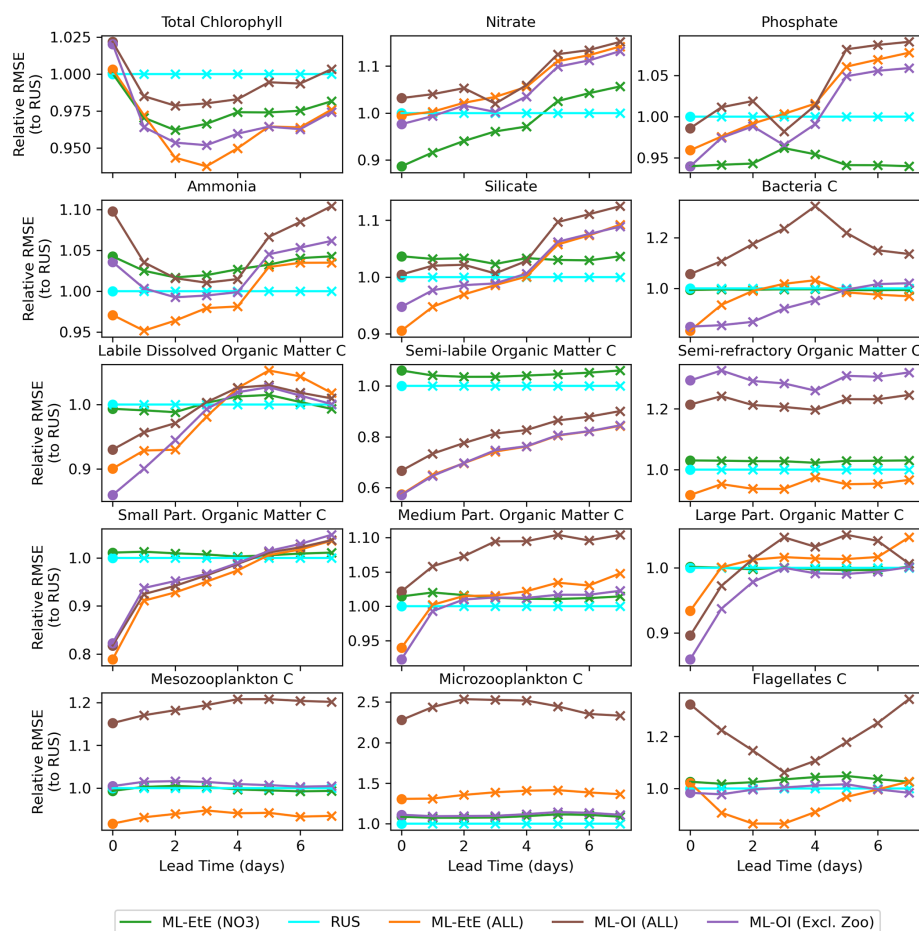 Total Chlorophyll Nitrate Phosphate
Relative RMSE
(to RUS)
1.025
1.000
0.975
0.950
1.1
1.0
0.9
1.05
1.00
0.95
Ammonia Silicate Bacteria C
Relative RMSE
(to RUS)
1.10
1.05
1.00
0.95
1.1
1.0
0.9
1.2
1.0
Labile Dissolved Organic Matter C Semi-labile Organic Matter C Semi-refractory Organic Matter C
Relative RMSE
(to RUS)
1.0
0.9
1.0
0.8
0.6
1.2
1.0
Small Part. Organic Matter C Medium Part. Organic Matter C Large Part. Organic Matter C
Relative RMSE
(to RUS)
1.0
0.9
0.8
1.10
1.05
1.00
0.95
1.0
0.9
Mesozooplankton C Microzooplankton C Flagellates C
Relative RMSE
(to RUS)
1.2
1.1
1.0
2.5
2.0
1.5
1.0
1.2
1.0
0 2 4 6 0 2 4 6 0 2 4 6
Lead Time (days) Lead Time (days) Lead Time (days)
ML-EtE (NO3) RUS ML-EtE (ALL) ML-OI (ALL) ML-OI (Excl. Zoo)